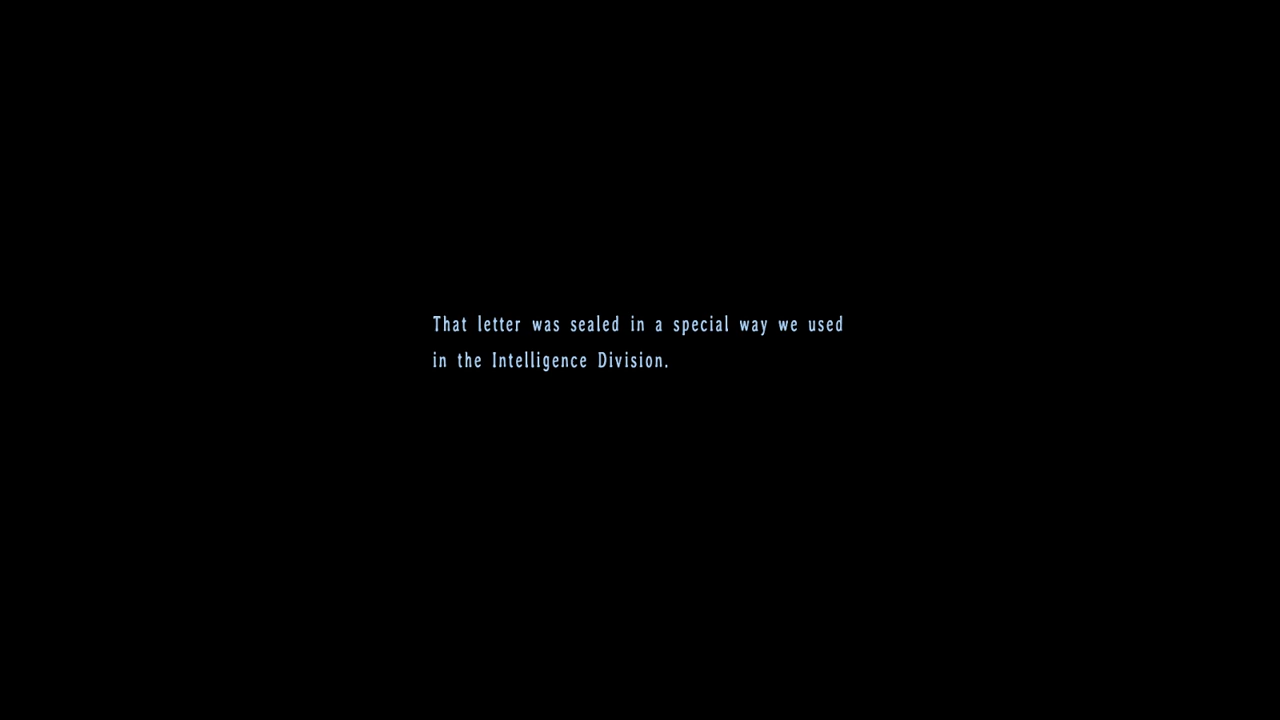 That letter was sealed in a special way we used
in the Intelligence Division.